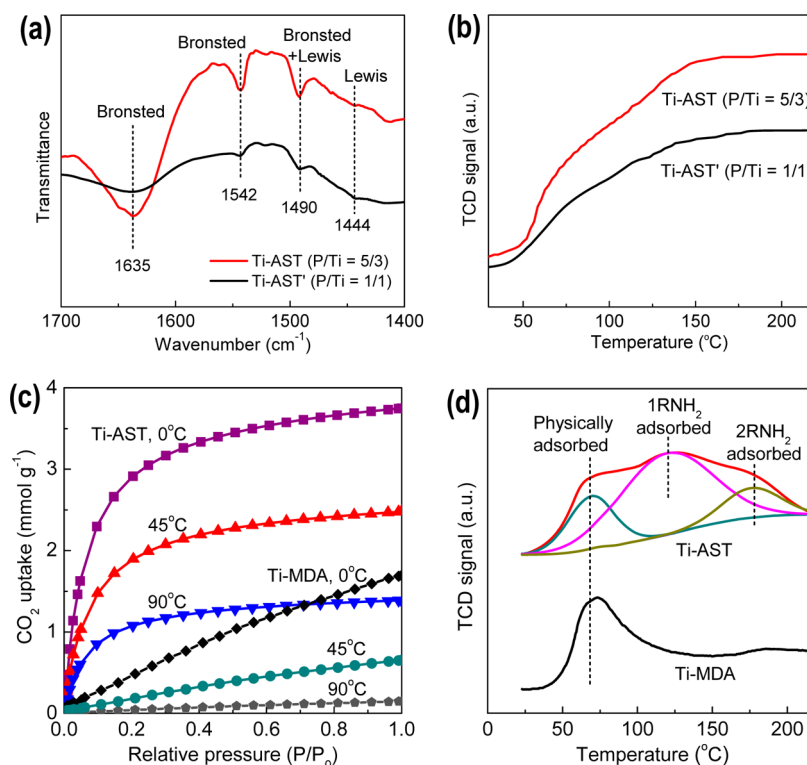 (a)
Bronsted
Bronsted
Bronsted
+Lewis
Lewis
1635
1542
1490
1444
Ti-AST (P/Ti = 5/3)
Ti-AST' (P/Ti = 1/1)
Transmittance
1700
1600
1500
1400
Wavenumber (cm⁻¹)
(b)
Ti-AST (P/Ti = 5/3)
Ti-AST' (P/Ti = 1/1)
TCD signal (a.u.)
50
100
150
200
Temperature (°C)
(c)
Ti-AST, 0°C
45°C
Ti-MDA, 0°C
90°C
45°C
90°C
CO₂ uptake (mmol g⁻¹)
4
3
2
1
0
0.0
0.2
0.4
0.6
0.8
1.0
Relative pressure (P/P₀)
(d)
Physically
adsorbed
1RNH₂
adsorbed
2RNH₂
adsorbed
Ti-AST
Ti-MDA
TCD signal (a.u.)
0
50
100
150
200
Temperature (°C)